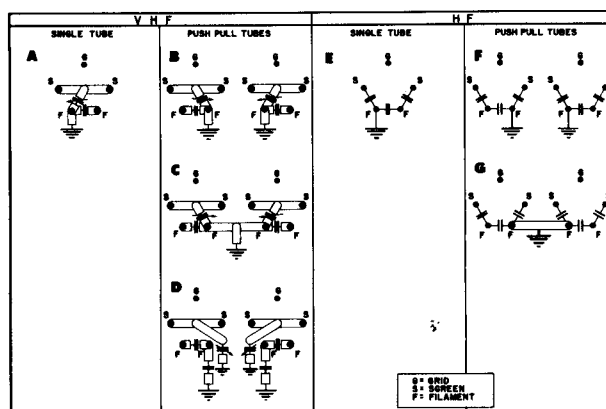 V H F
H F
SINGLE TUBE
PUSH PULL TUBES
SINGLE TUBE
PUSH PULL TUBES
A
G
S S
F F
B
G G
S S S S
F F F F
C
G G
S S S S
F F F F
D
G G
S S S S
F F F F
E
G
S S
F F
F
G G
S S S S
F F F F
G
G G
S S S S
F F F F
G = GRID
S = SCREEN
F = FILAMENT